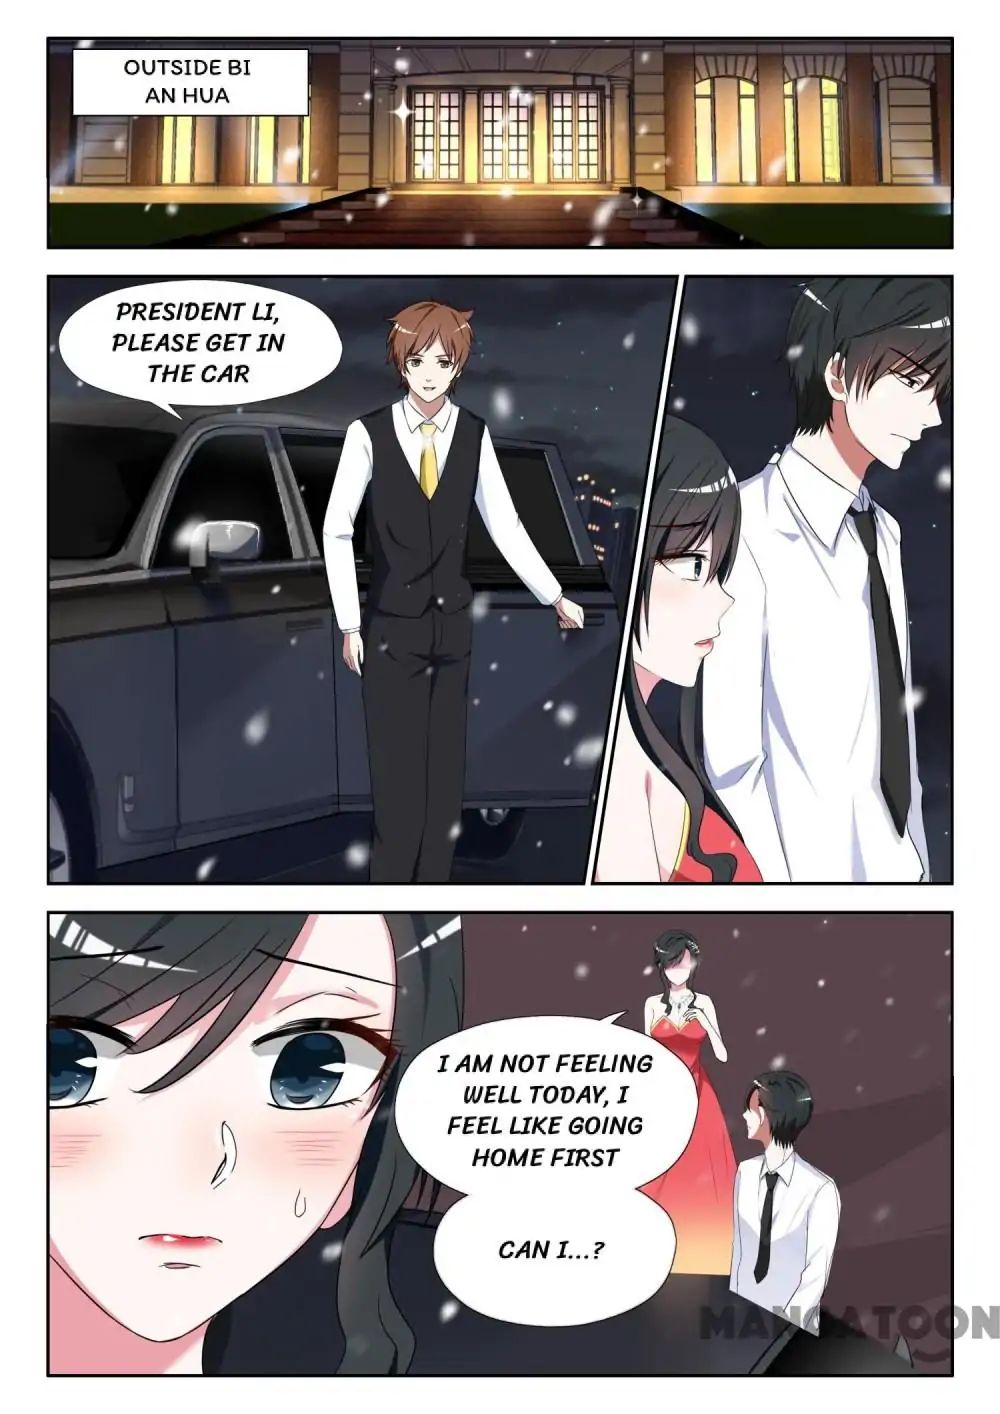 OUTSIDE BI
AN HUA
PRESIDENT LI,
PLEASE GET IN
THE CAR
I AM NOT FEELING
WELL TODAY, I
FEEL LIKE GOING
HOME FIRST
CAN I...?
MANGATOON